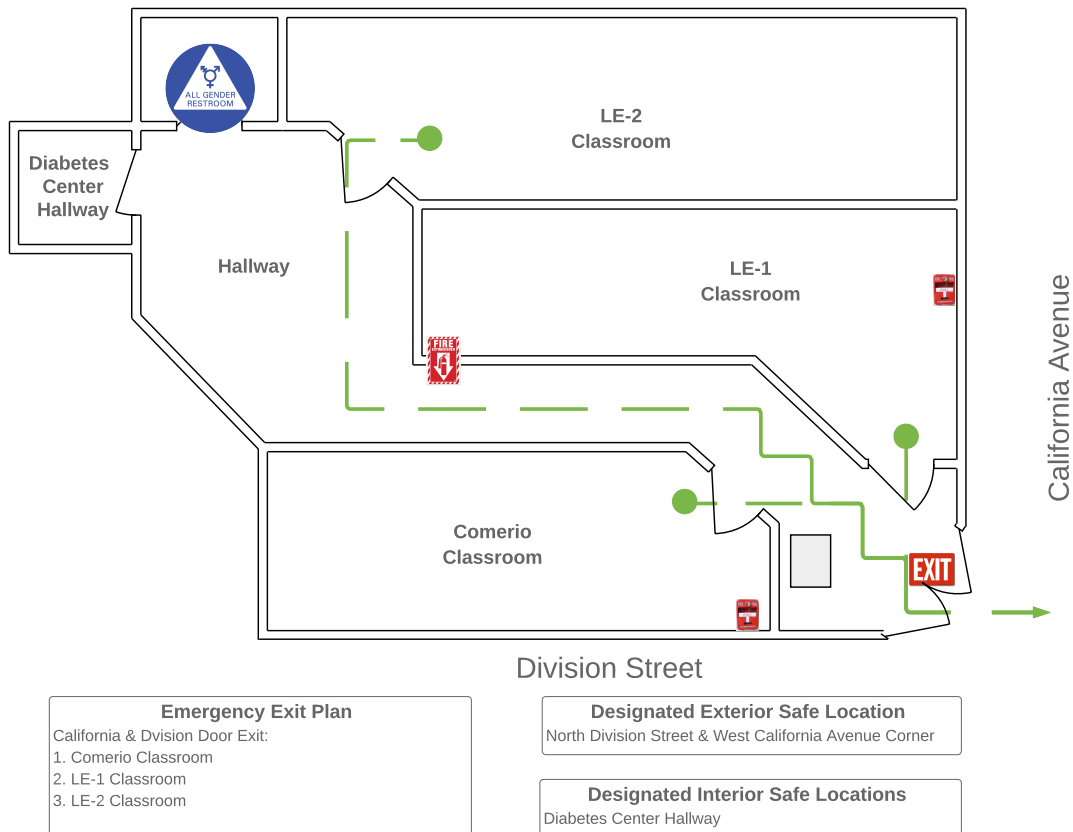 ALL GENDER
RESTROOM
LE-2
Classroom
Diabetes
Center
Hallway
Hallway
LE-1
Classroom
FIRE
California Avenue
Comerio
Classroom
EXIT
Division Street
Emergency Exit Plan
California & Dvision Door Exit:
1. Comerio Classroom
2. LE-1 Classroom
3. LE-2 Classroom
Designated Exterior Safe Location
North Division Street & West California Avenue Corner
Designated Interior Safe Locations
Diabetes Center Hallway